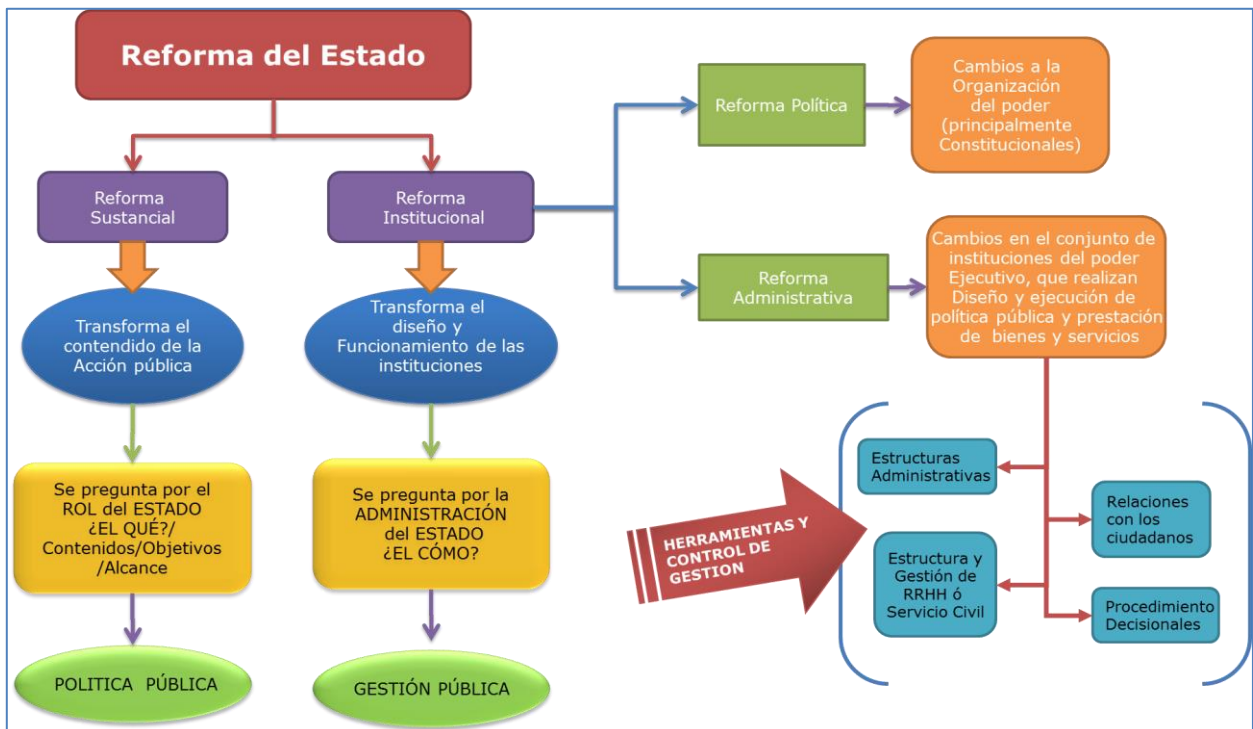 Reforma del Estado
Reforma
Sustancial
Transforma el
contendido de la
Acción pública
Se pregunta por el
ROL del ESTADO
¿EL QUÉ?/
Contenidos/Objetivos
/Alcance
POLITICA PÚBLICA
Reforma
Institucional
Transforma el
diseño y
Funcionamiento de las
instituciones
Se pregunta por la
ADMINISTRACIÓN
del ESTADO
¿EL CÓMO?
GESTIÓN PÚBLICA
Reforma Política
Cambios a la
Organización
del poder
(principalmente
Constitucionales)
Reforma
Administrativa
Cambios en el conjunto de
instituciones del poder
Ejecutivo, que realizan
Diseño y ejecución de
política pública y prestación
de bienes y servicios
HERRAMIENTAS Y
CONTROL DE
GESTION
Estructuras
Administrativas
Relaciones
con los
ciudadanos
Estructura y
Gestión de
RRHH ó
Servicio Civil
Procedimiento
Decisionales